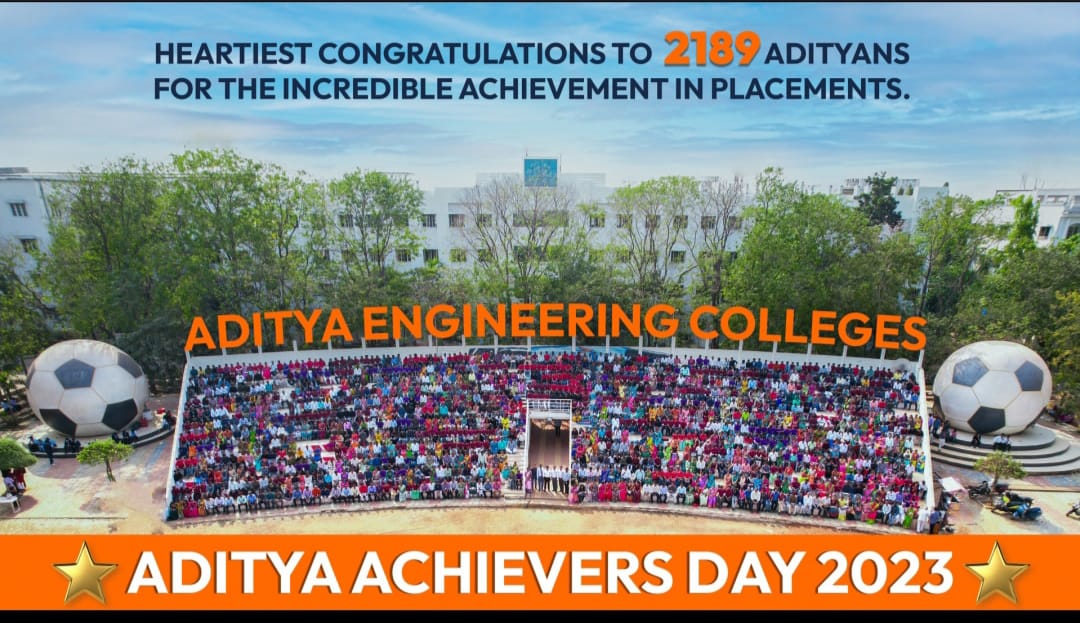 HEARTIEST CONGRATULATIONS TO 2189 ADITYANS
FOR THE INCREDIBLE ACHIEVEMENT IN PLACEMENTS.
ADITYA ENGINEERING COLLEGES
ADITYA ACHIEVERS DAY 2023